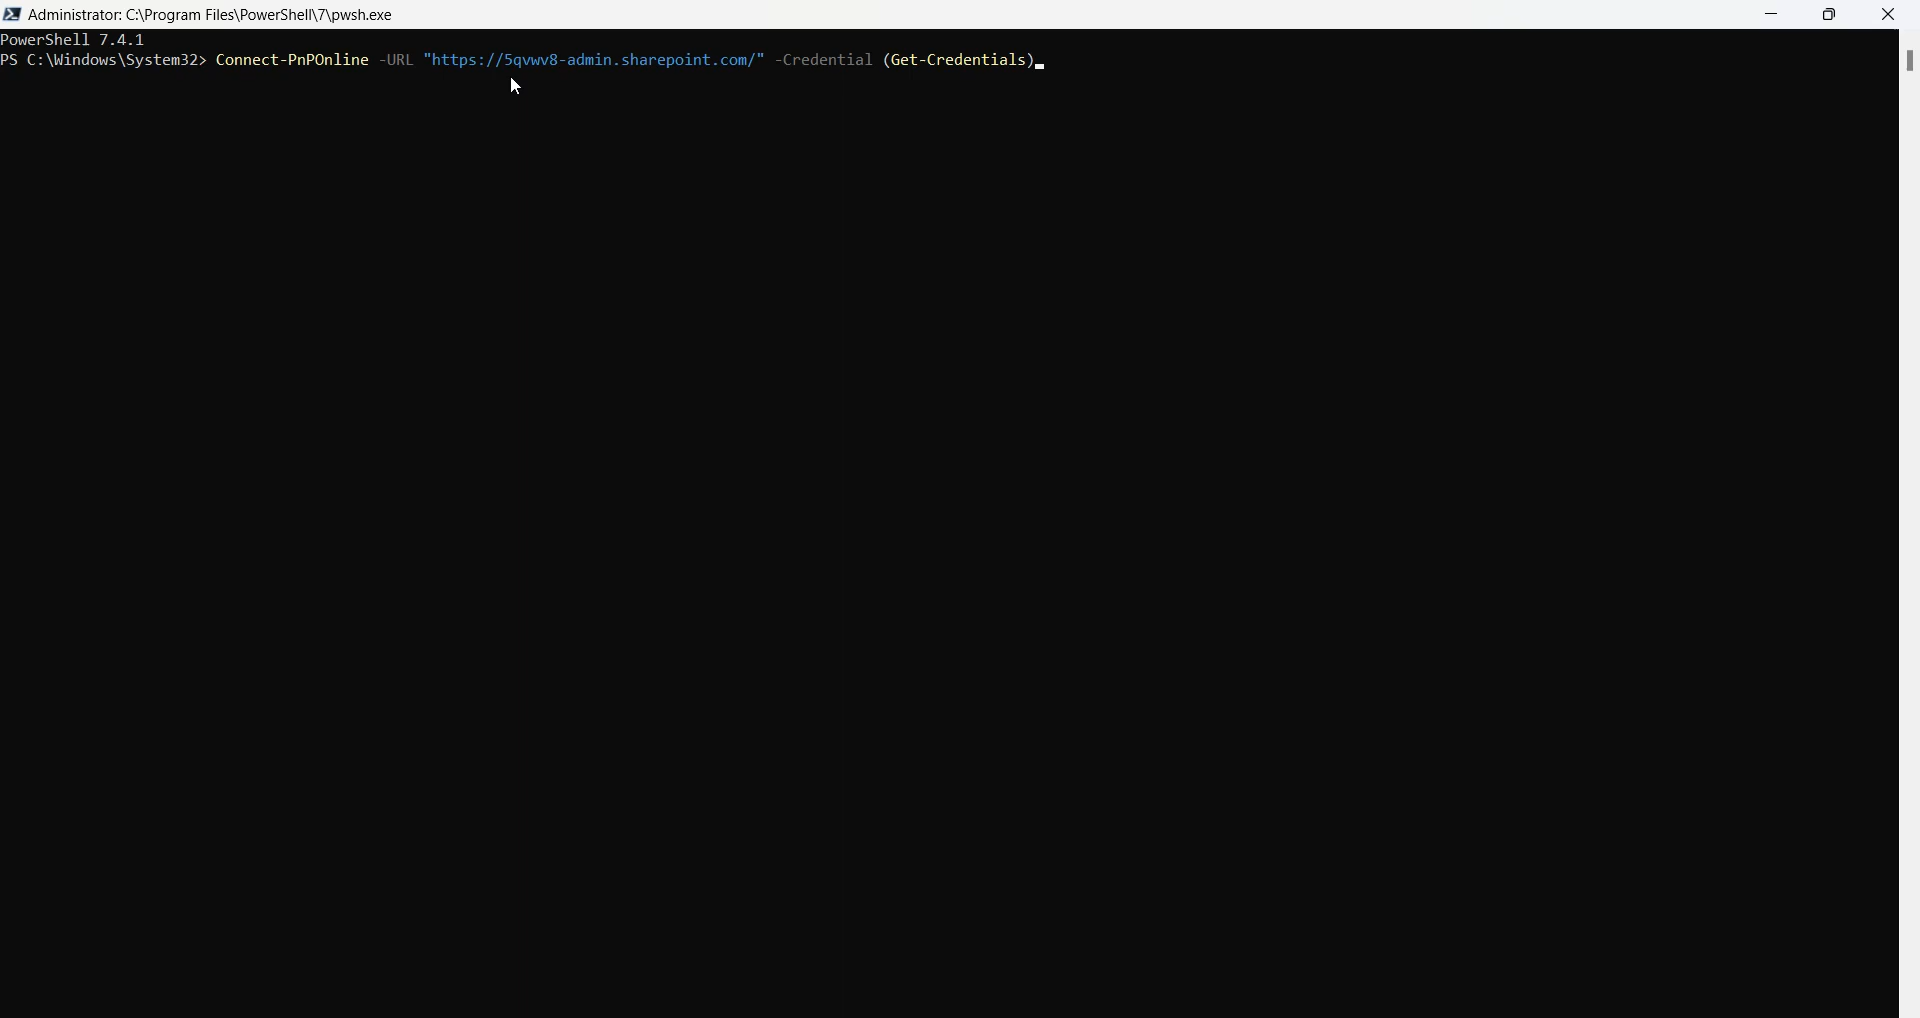 Administrator: C:\Program Files\PowerShell\7\pwsh.exe
PowerShell 7.4.1
PS C:\Windows\System32> Connect-PnPOnline -URL "https://5qvwv8-admin.sharepoint.com/" -Credential (Get-Credentials)